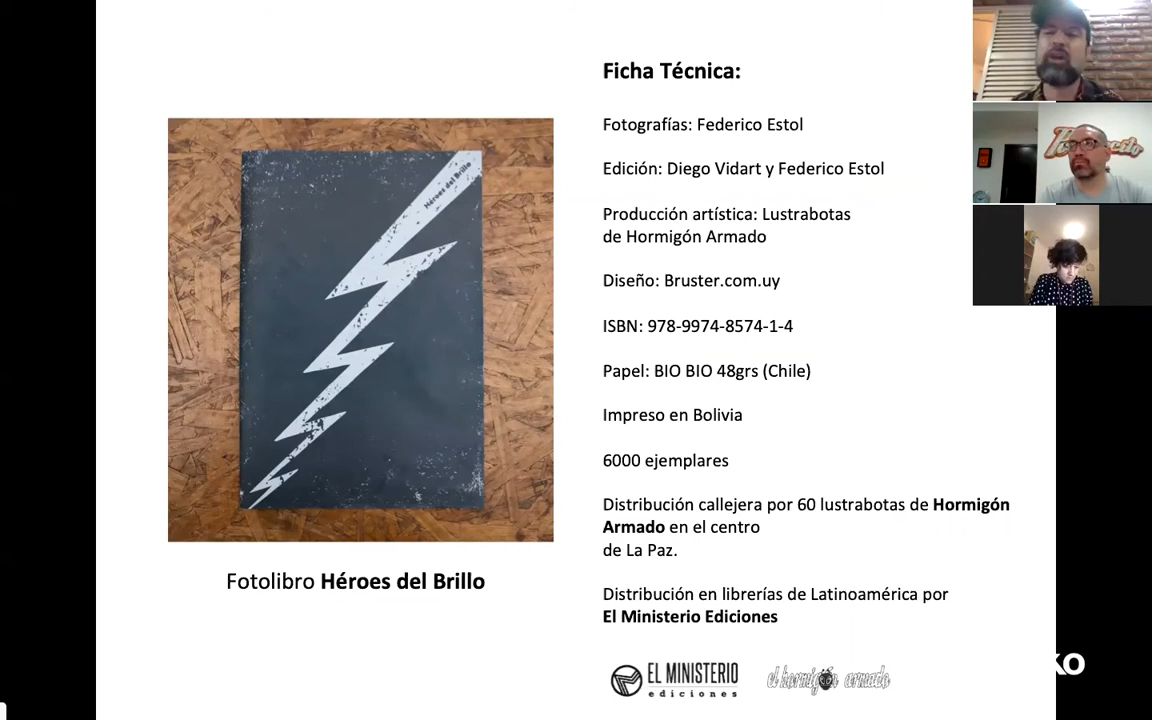 Ficha Técnica:
Fotografías: Federico Estol
Edición: Diego Vidart y Federico Estol
Producción artística: Lustrabotas
de Hormigón Armado
Diseño: Bruster.com.uy
ISBN: 978-9974-8574-1-4
Papel: BIO BIO 48grs (Chile)
Impreso en Bolivia
6000 ejemplares
Distribución callejera por 60 lustrabotas de Hormigón
Armado en el centro
de La Paz.
Distribución en librerías de Latinoamérica por
El Ministerio Ediciones
EL MINISTERIO
ediciones
el hormigón armado
Héroes del Brillo
Fotolibro Héroes del Brillo
KO